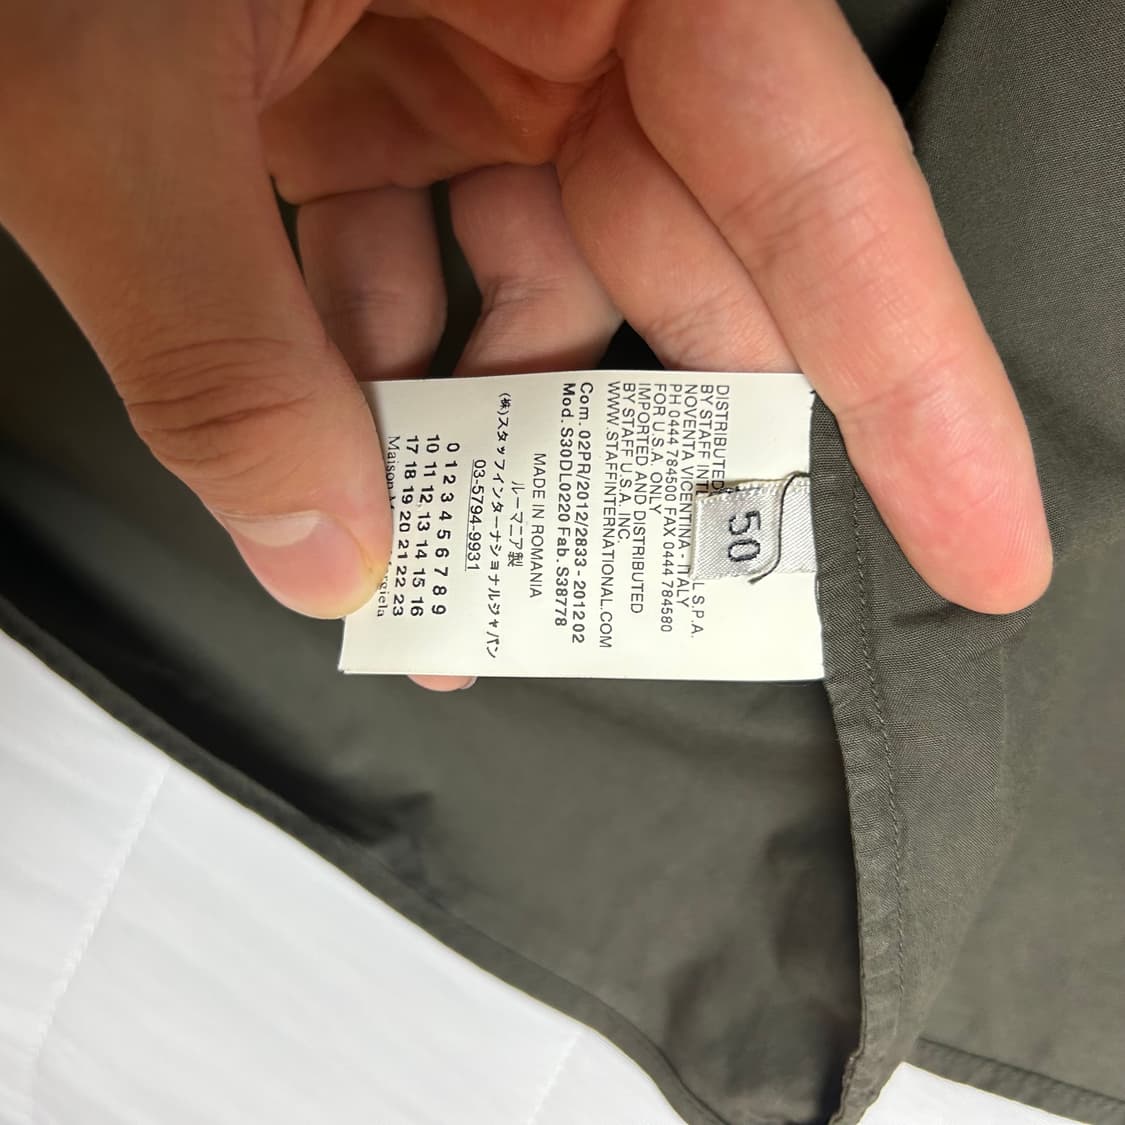 50
DISTRIBUTED
BY STAFF INT L S.P.A.
NOVENTA VICENTINA - ITALY
PH 0444 784500 FAX 0444 784580
FOR U.S.A. ONLY
IMPORTED AND DISTRIBUTED
BY STAFF U.S.A. INC.
WWW.STAFFINTERNATIONAL.COM
Com. 02PR/2012/2833 - 2012 02
Mod. S30DL0220 Fab. S38778
MADE IN ROMANIA
ルーマニア製
(株)スタッフインターナショナルジャパン
03-5794-9931
0 1 2 3 4 5 6 7 8 9
10 11 12 13 14 15 16
17 18 19 20 21 22 23
Maison